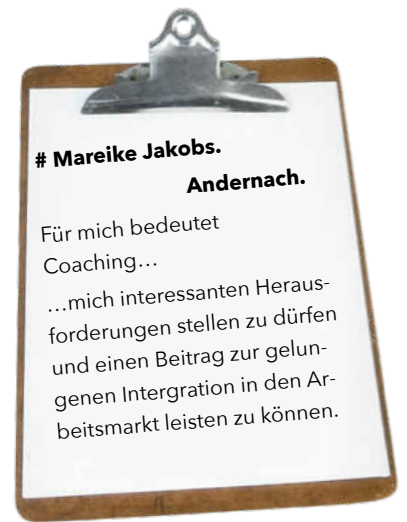 # Mareike Jakobs.
Andernach.
Für mich bedeutet
Coaching…
…mich interessanten Heraus-
forderungen stellen zu dürfen
und einen Beitrag zur gelun-
genen Intergration in den Ar-
beitsmarkt leisten zu können.